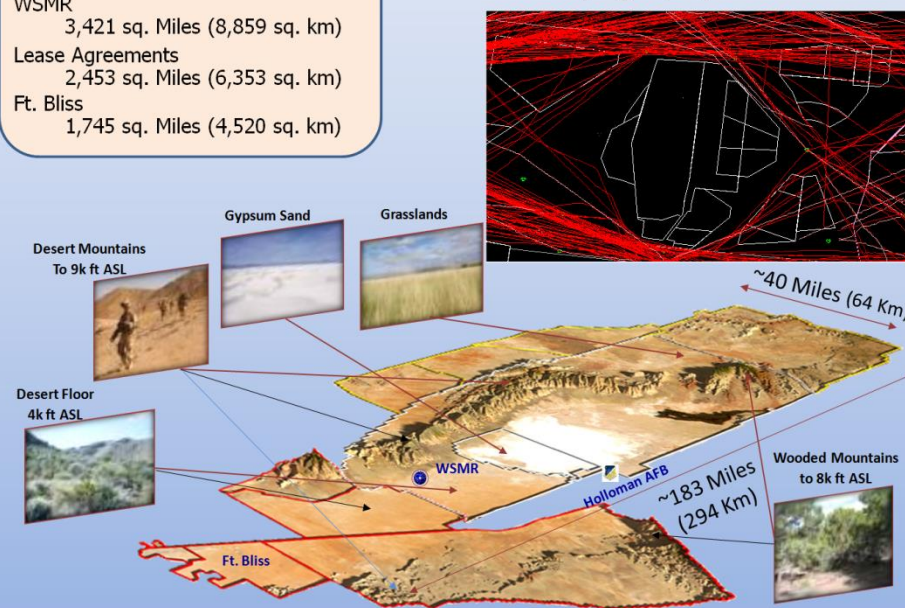 WSMR
3,421 sq. Miles (8,859 sq. km)
Lease Agreements
2,453 sq. Miles (6,353 sq. km)
Ft. Bliss
1,745 sq. Miles (4,520 sq. km)
Gypsum Sand
Grasslands
Desert Mountains
To 9k ft ASL
~40 Miles (64 Km)
Desert Floor
4k ft ASL
WSMR
Holloman AFB
~183 Miles
(294 Km)
Wooded Mountains
to 8k ft ASL
Ft. Bliss